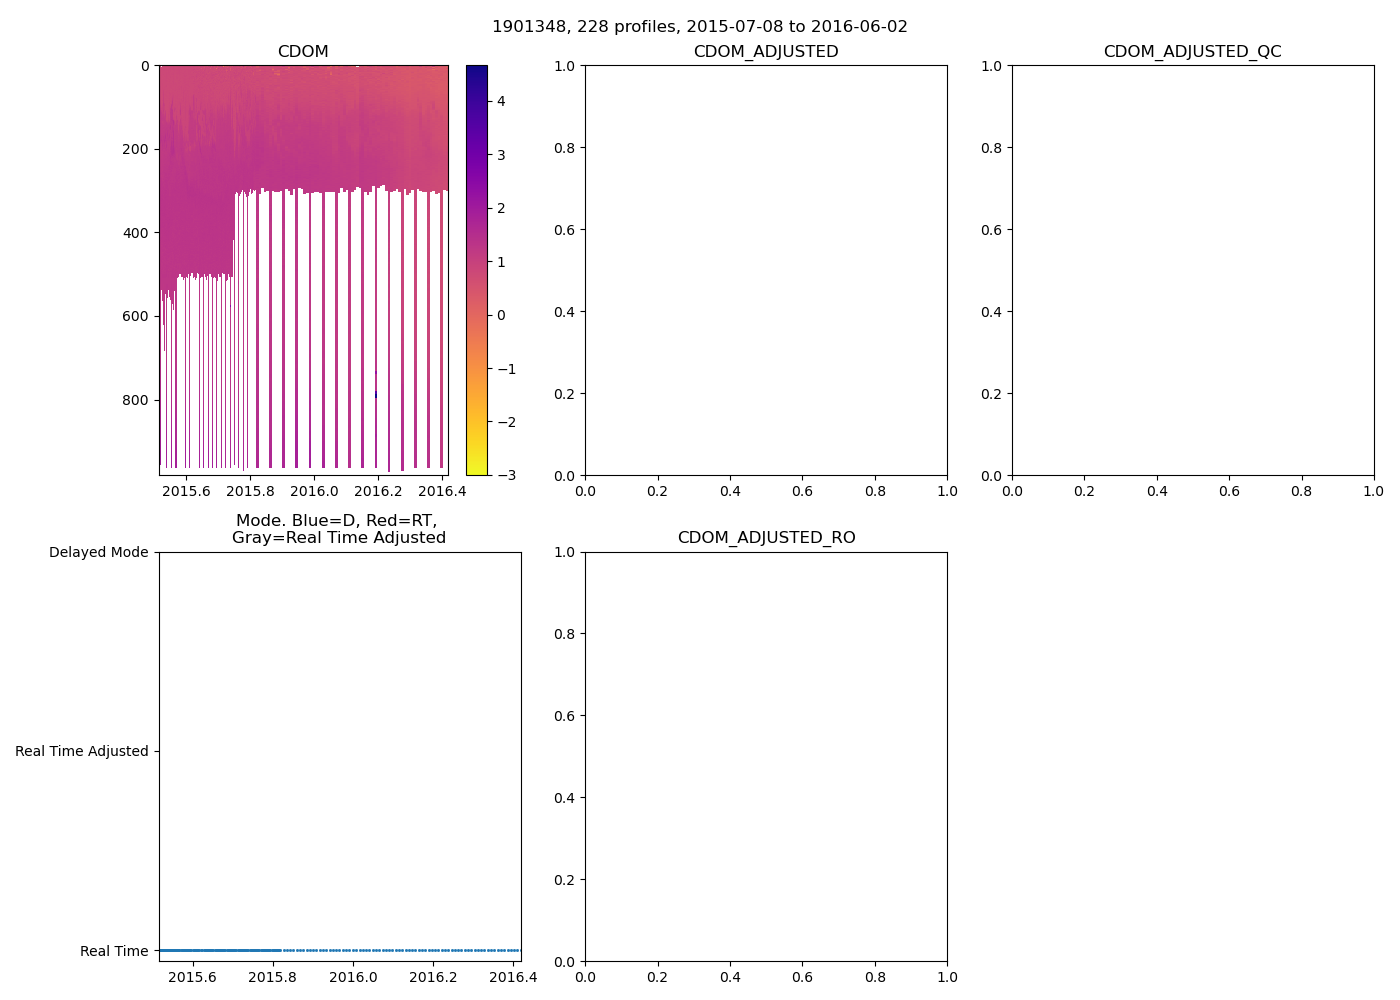 1901348, 228 profiles, 2015-07-08 to 2016-06-02
CDOM
0
200
400
600
800
2015.6 2015.8 2016.0 2016.2 2016.4
4
3
2
1
0
−1
−2
−3
CDOM_ADJUSTED
1.0
0.8
0.6
0.4
0.2
0.0
0.0 0.2 0.4 0.6 0.8 1.0
CDOM_ADJUSTED_QC
1.0
0.8
0.6
0.4
0.2
0.0
0.0 0.2 0.4 0.6 0.8 1.0
Mode. Blue=D, Red=RT,
Gray=Real Time Adjusted
Delayed Mode
Real Time Adjusted
Real Time
2015.6 2015.8 2016.0 2016.2 2016.4
CDOM_ADJUSTED_RO
1.0
0.8
0.6
0.4
0.2
0.0
0.0 0.2 0.4 0.6 0.8 1.0